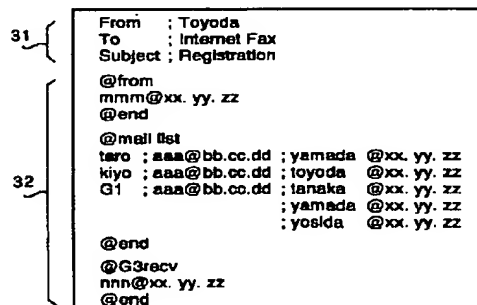 31
From ; Toyoda
To ; Internet Fax
Subject ; Registration
32
@from
mmm@xx. yy. zz
@end
@mail list
taro ; aaa@bb.cc.dd ; yamada @xx. yy. zz
kiyo ; aaa@bb.cc.dd ; toyoda @xx. yy. zz
G1 ; aaa@bb.cc.dd ; tanaka @xx. yy. zz
; yamada @xx. yy. zz
; yosida @xx. yy. zz
@end
@G3recv
nnn@xx. yy. zz
@end